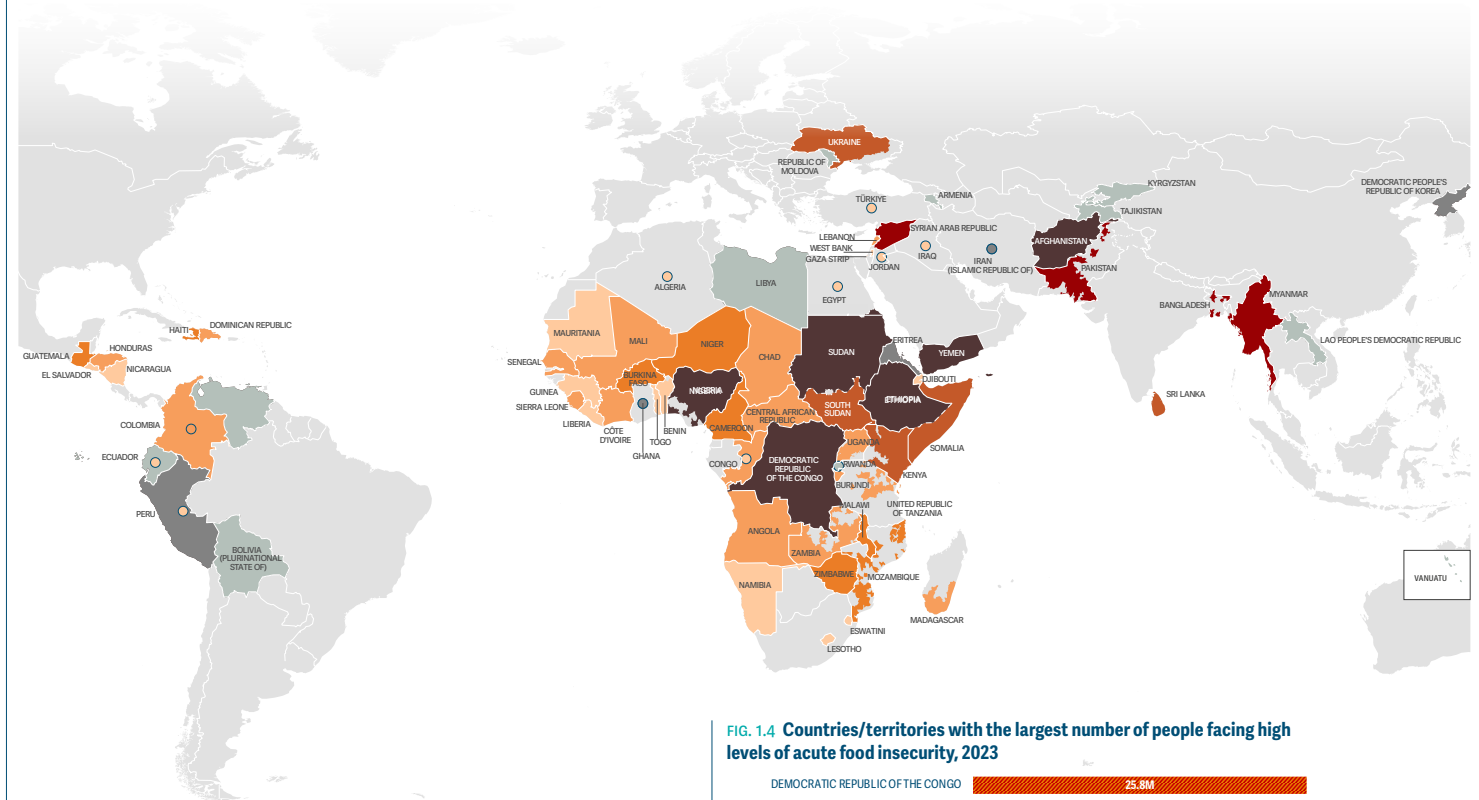 UKRAINE
REPUBLIC OF
MOLDOVA
KYRGYZSTAN
DEMOCRATIC PEOPLE'S
REPUBLIC OF KOREA
TÜRKIYE
ARMENIA
TAJIKISTAN
LEBANON
SYRIAN ARAB REPUBLIC
WEST BANK
AFGHANISTAN
GAZA STRIP
JORDAN
IRAQ
IRAN
(ISLAMIC REPUBLIC OF)
PAKISTAN
ALGERIA
LIBYA
EGYPT
BANGLADESH
MYANMAR
HAITI
DOMINICAN REPUBLIC
MAURITANIA
MALI
NIGER
CHAD
SUDAN
ERITREA
YEMEN
LAO PEOPLE'S DEMOCRATIC REPUBLIC
GUATEMALA
HONDURAS
EL SALVADOR
NICARAGUA
SENEGAL
BURKINA
FASO
NIGERIA
DJIBOUTI
ETHIOPIA
GUINEA
SIERRA LEONE
SRI LANKA
LIBERIA
CÔTE
D'IVOIRE
TOGO
BENIN
GHANA
CAMEROON
CENTRAL AFRICAN
REPUBLIC
SOUTH
SUDAN
SOMALIA
COLOMBIA
ECUADOR
CONGO
DEMOCRATIC
REPUBLIC
OF THE CONGO
UGANDA
RWANDA
KENYA
BURUNDI
PERU
MALAWI
UNITED REPUBLIC
OF TANZANIA
ANGOLA
ZAMBIA
BOLIVIA
(PLURINATIONAL
STATE OF)
NAMIBIA
ZIMBABWE
MOZAMBIQUE
VANUATU
MADAGASCAR
ESWATINI
LESOTHO
FIG. 1.4 Countries/territories with the largest number of people facing high
levels of acute food insecurity, 2023
DEMOCRATIC REPUBLIC OF THE CONGO 25.8M